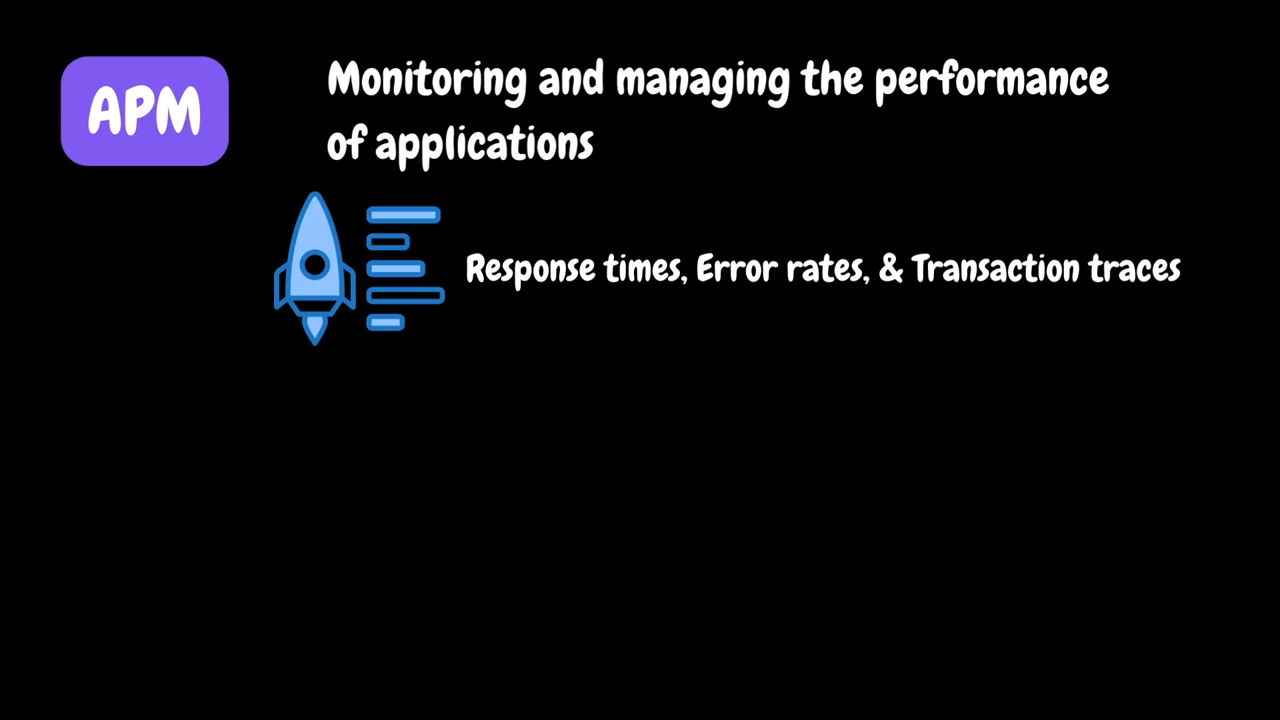 APM
Monitoring and managing the performance
of applications
Response times, Error rates, & Transaction traces